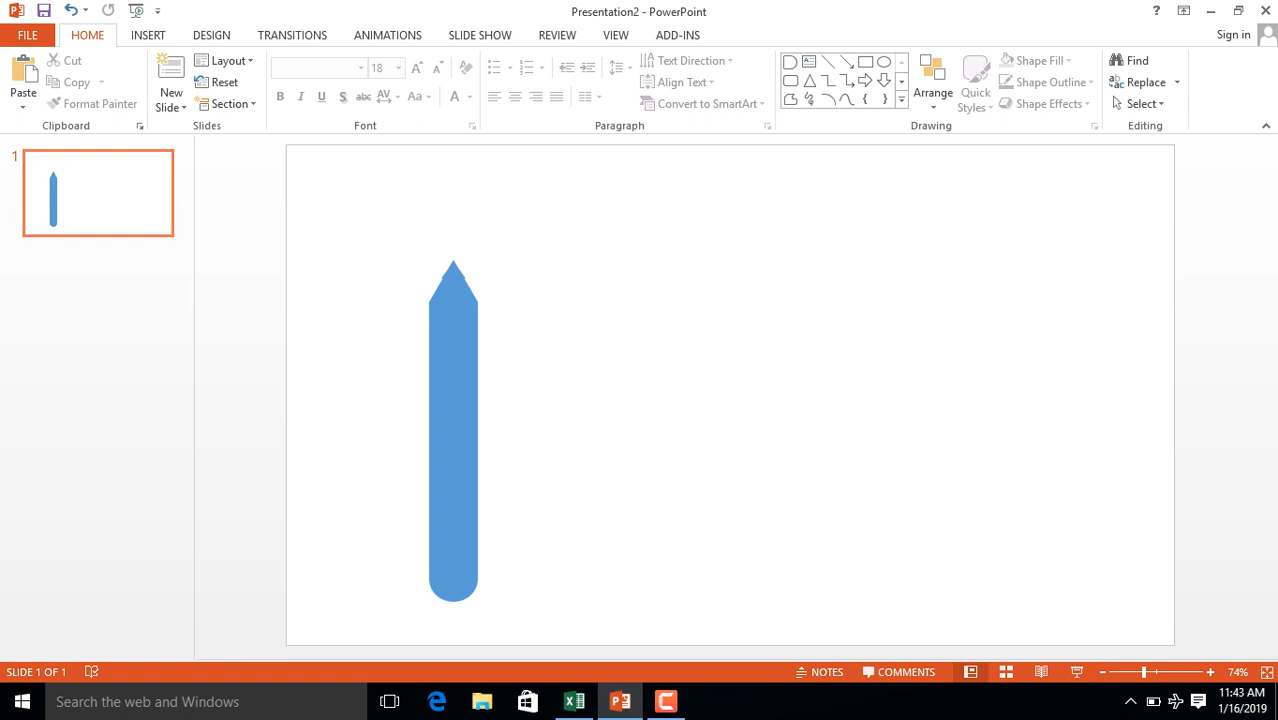 Presentation2 - PowerPoint
?
FILE HOME INSERT DESIGN TRANSITIONS ANIMATIONS SLIDE SHOW REVIEW VIEW ADD-INS Sign in
Paste
Cut
Copy
Format Painter
Clipboard
New Slide
Layout
Reset
Section
Slides
18
B I U S abc AV Aa A
Font
Text Direction
Align Text
Convert to SmartArt
Paragraph
Arrange
Quick Styles
Shape Fill
Shape Outline
Shape Effects
Drawing
Find
Replace
Select
Editing
1
SLIDE 1 OF 1
NOTES
COMMENTS
74%
Search the web and Windows
11:43 AM
1/16/2019